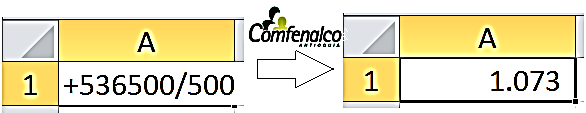 A
1
+536500/500
Comfenalco
ANTIOQUIA
A
1
1.073